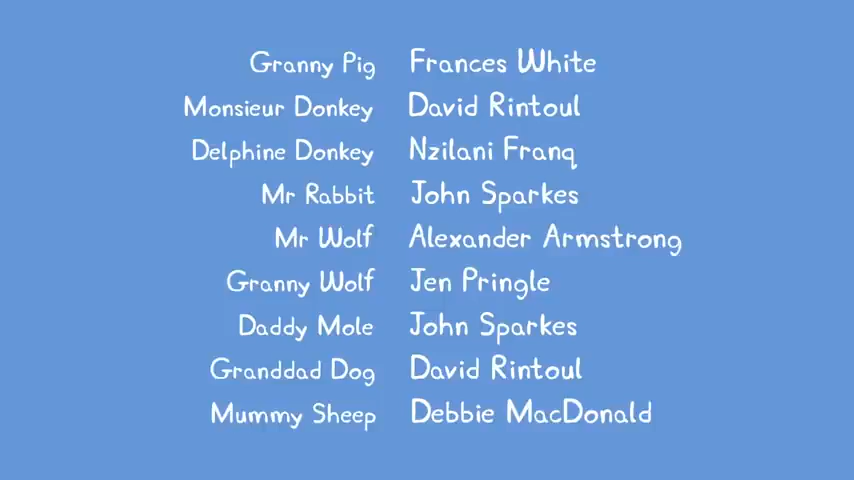 Granny Pig Frances White
Monsieur Donkey David Rintoul
Delphine Donkey Nzilani Franq
Mr Rabbit John Sparkes
Mr Wolf Alexander Armstrong
Granny Wolf Jen Pringle
Daddy Mole John Sparkes
Granddad Dog David Rintoul
Mummy Sheep Debbie MacDonald